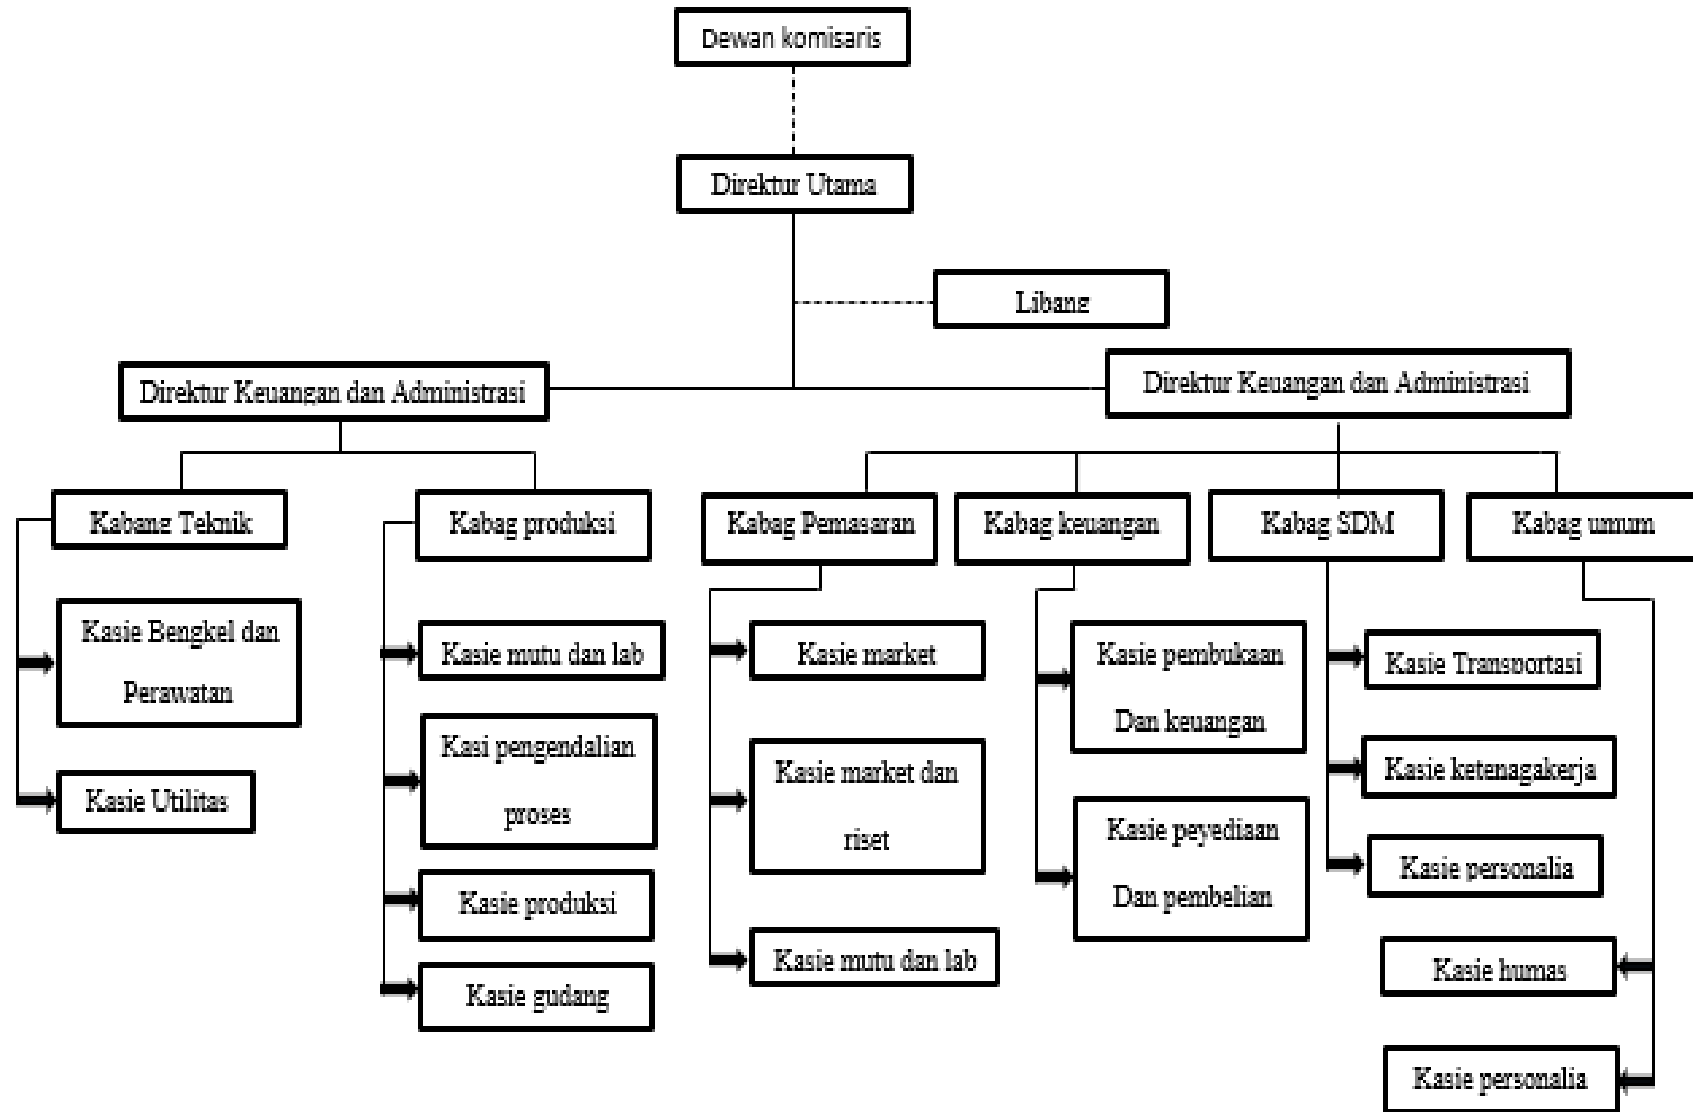 Dewan komisaris
Direktur Utama
Libang
Direktur Keuangan dan Administrasi
Direktur Keuangan dan Administrasi
Kabang Teknik
Kabag produksi
Kabag Pemasaran
Kabag keuangan
Kabag SDM
Kabag umum
Kasie Bengkel dan
Perawatan
Kasie Utilitas
Kasie mutu dan lab
Kasi pengendalian
proses
Kasie produksi
Kasie gudang
Kasie market
Kasie market dan
riset
Kasie mutu dan lab
Kasie pembukaan
Dan keuangan
Kasie peyediaan
Dan pembelian
Kasie Transportasi
Kasie ketenagakerja
Kasie personalia
Kasie humas
Kasie personalia